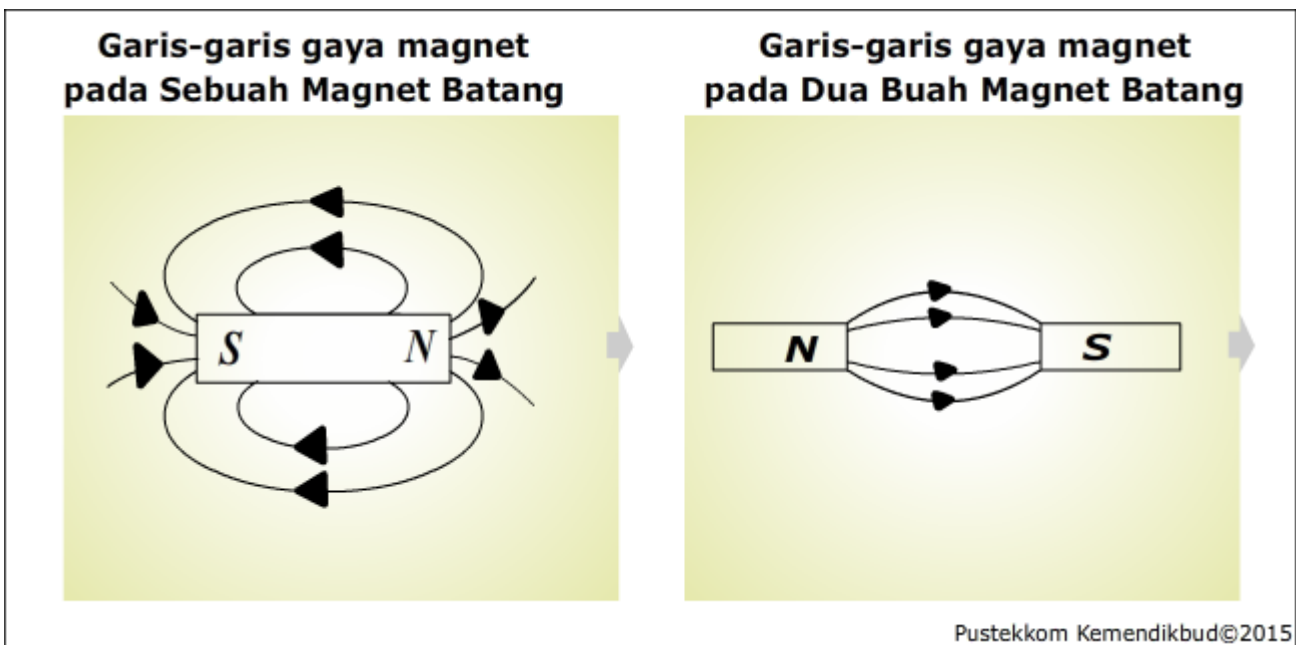 Garis-garis gaya magnet
pada Sebuah Magnet Batang
Garis-garis gaya magnet
pada Dua Buah Magnet Batang
S N
N S
Pustekkom Kemendikbud©2015